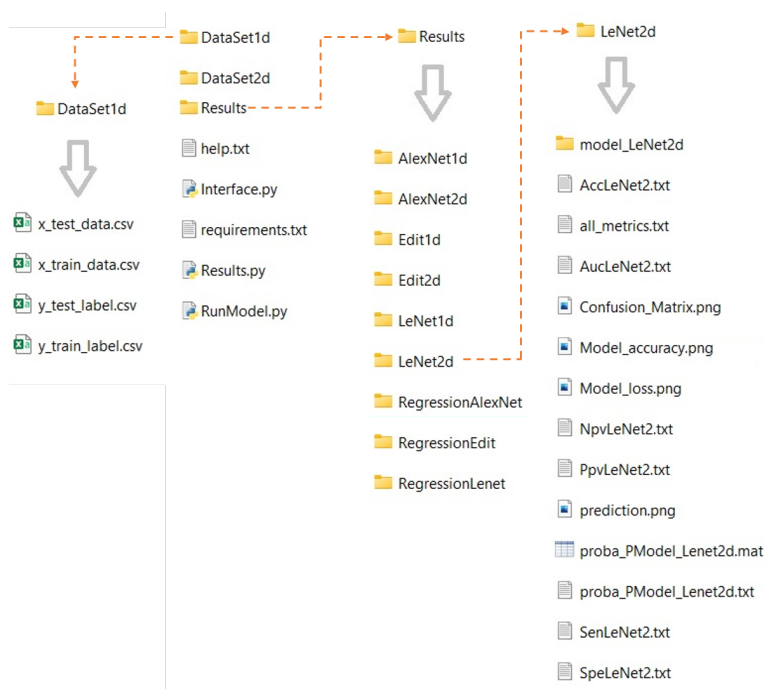 DataSet1d
x_test_data.csv
x_train_data.csv
y_test_label.csv
y_train_label.csv
DataSet1d
DataSet2d
Results
help.txt
Interface.py
requirements.txt
Results.py
RunModel.py
Results
AlexNet1d
AlexNet2d
Edit1d
Edit2d
LeNet1d
LeNet2d
RegressionAlexNet
RegressionEdit
RegressionLenet
LeNet2d
model_LeNet2d
AccLeNet2.txt
all_metrics.txt
AucLeNet2.txt
Confusion_Matrix.png
Model_accuracy.png
Model_loss.png
NpvLeNet2.txt
PpvLeNet2.txt
prediction.png
proba_PModel_Lenet2d.mat
proba_PModel_Lenet2d.txt
SenLeNet2.txt
SpeLeNet2.txt